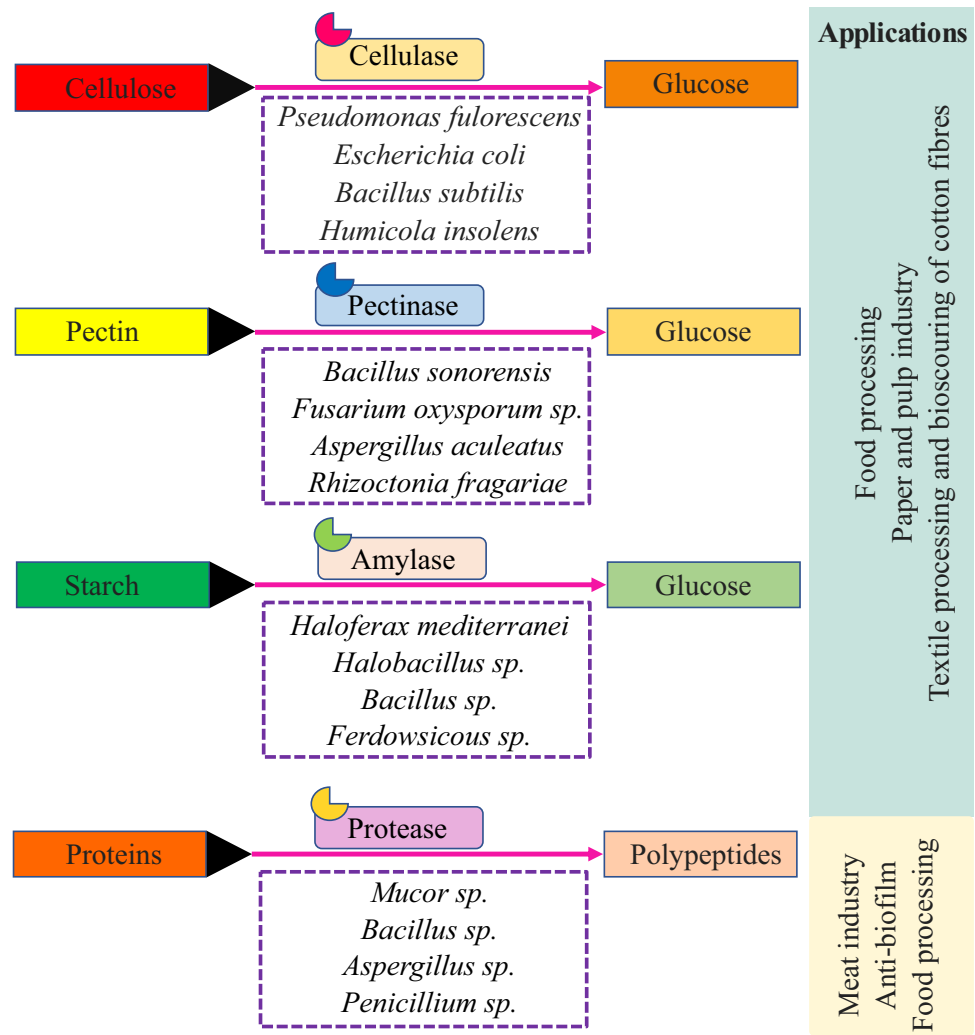 Applications
Cellulase
Cellulose
Glucose
Pseudomonas fulorescens
Escherichia coli
Bacillus subtilis
Humicola insolens
Pectinase
Pectin
Glucose
Bacillus sonorensis
Fusarium oxysporum sp.
Aspergillus aculeatus
Rhizoctonia fragariae
Amylase
Starch
Glucose
Haloferax mediterranei
Halobacillus sp.
Bacillus sp.
Ferdowsicous sp.
Food processing
Paper and pulp industry
Textile processing and bioscouring of cotton fibres
Protease
Proteins
Polypeptides
Mucor sp.
Bacillus sp.
Aspergillus sp.
Penicillium sp.
Meat industry
Anti-biofilm
Food processing